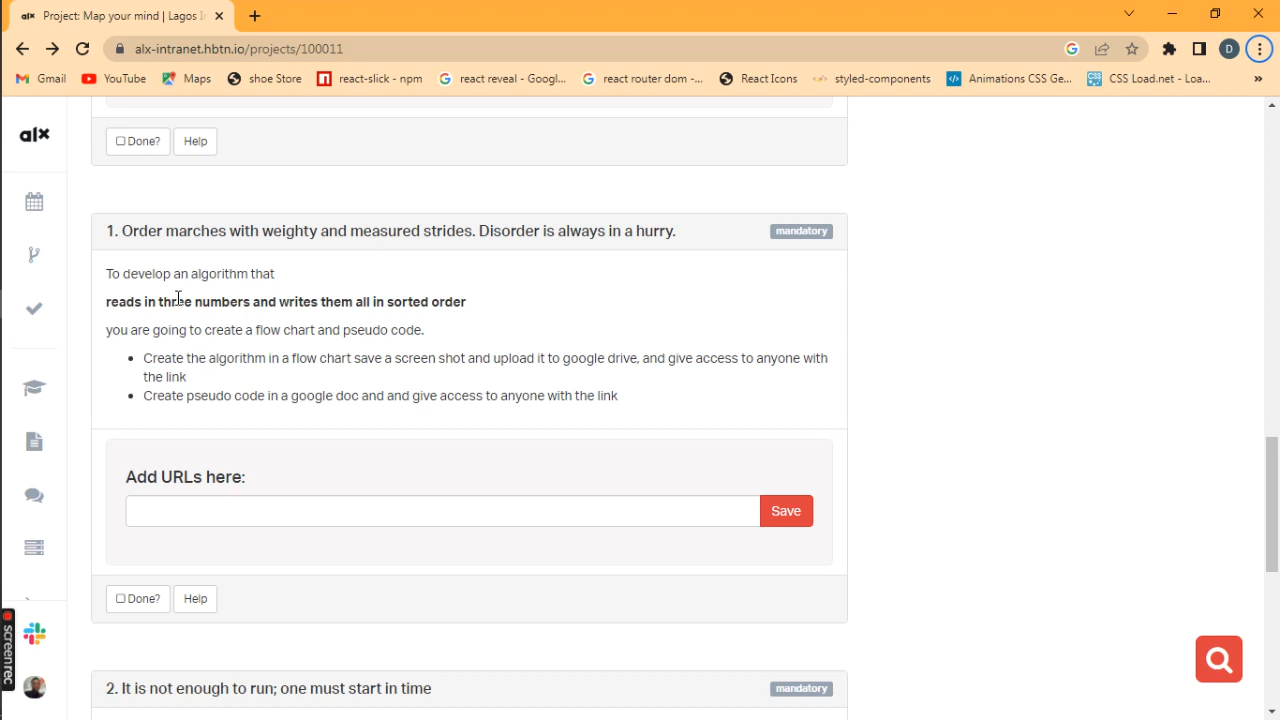 alx Project: Map your mind | Lagos I
alx-intranet.hbtn.io/projects/100011
D
Gmail YouTube Maps shoe Store react-slick - npm react reveal - Googl... react router dom -... React Icons styled-components Animations CSS Ge... CSS Load.net - Loa... »
alx
Done? Help
1. Order marches with weighty and measured strides. Disorder is always in a hurry. mandatory
To develop an algorithm that
reads in three numbers and writes them all in sorted order
you are going to create a flow chart and pseudo code.
• Create the algorithm in a flow chart save a screen shot and upload it to google drive, and give access to anyone with
the link
• Create pseudo code in a google doc and and give access to anyone with the link
Add URLs here:
Save
Done? Help
screenrec
2. It is not enough to run; one must start in time mandatory